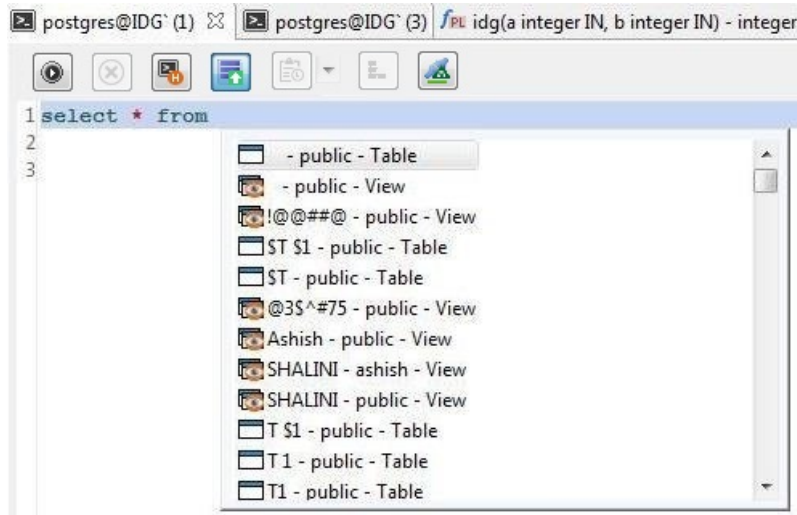 postgres@IDG` (1) postgres@IDG` (3) fPL idg(a integer IN, b integer IN) - integer
1 select * from
2
3
- public - Table
- public - View
!@@##@ - public - View
$T $1 - public - Table
$T - public - Table
@3$^#75 - public - View
Ashish - public - View
SHALINI - ashish - View
SHALINI - public - View
T $1 - public - Table
T 1 - public - Table
T1 - public - Table